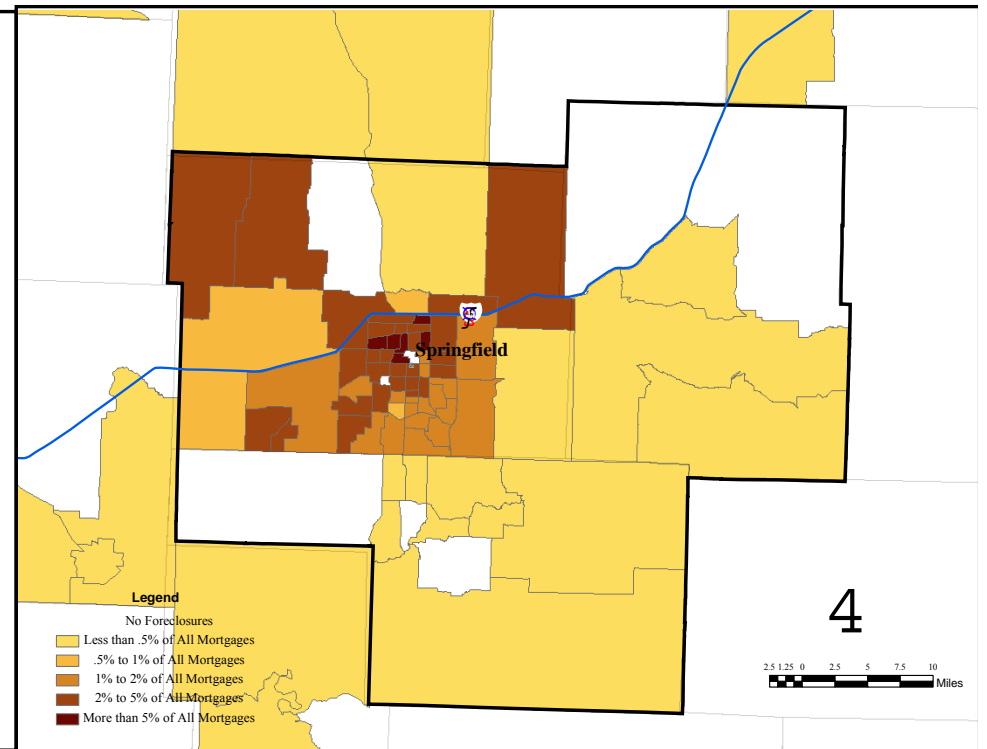 Springfield
Legend
No Foreclosures
Less than .5% of All Mortgages
.5% to 1% of All Mortgages
1% to 2% of All Mortgages
2% to 5% of All Mortgages
More than 5% of All Mortgages
4
2.5 1.25 0 2.5 5 7.5 10
Miles